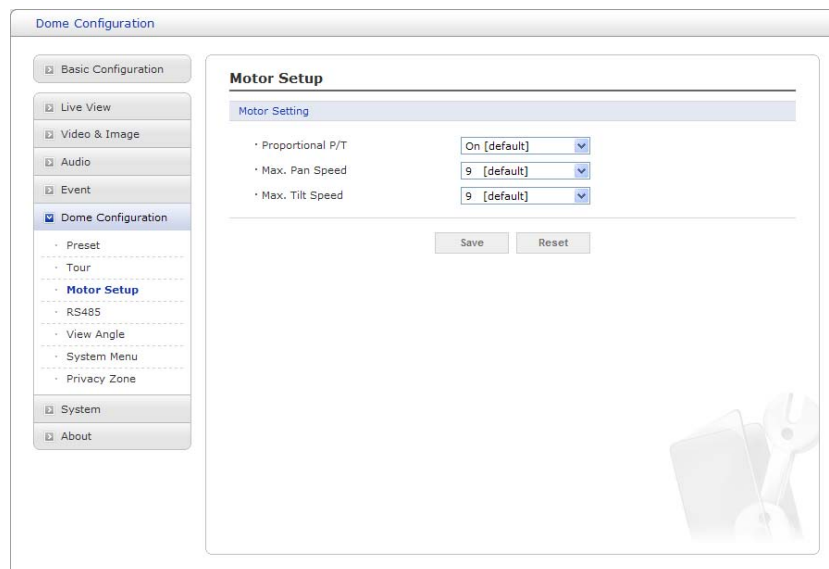 Dome Configuration
Basic Configuration
Live View
Video & Image
Audio
Event
Dome Configuration
· Preset
· Tour
· Motor Setup
· RS485
· View Angle
· System Menu
· Privacy Zone
System
About
Motor Setup
Motor Setting
· Proportional P/T On [default]
· Max. Pan Speed 9 [default]
· Max. Tilt Speed 9 [default]
Save Reset